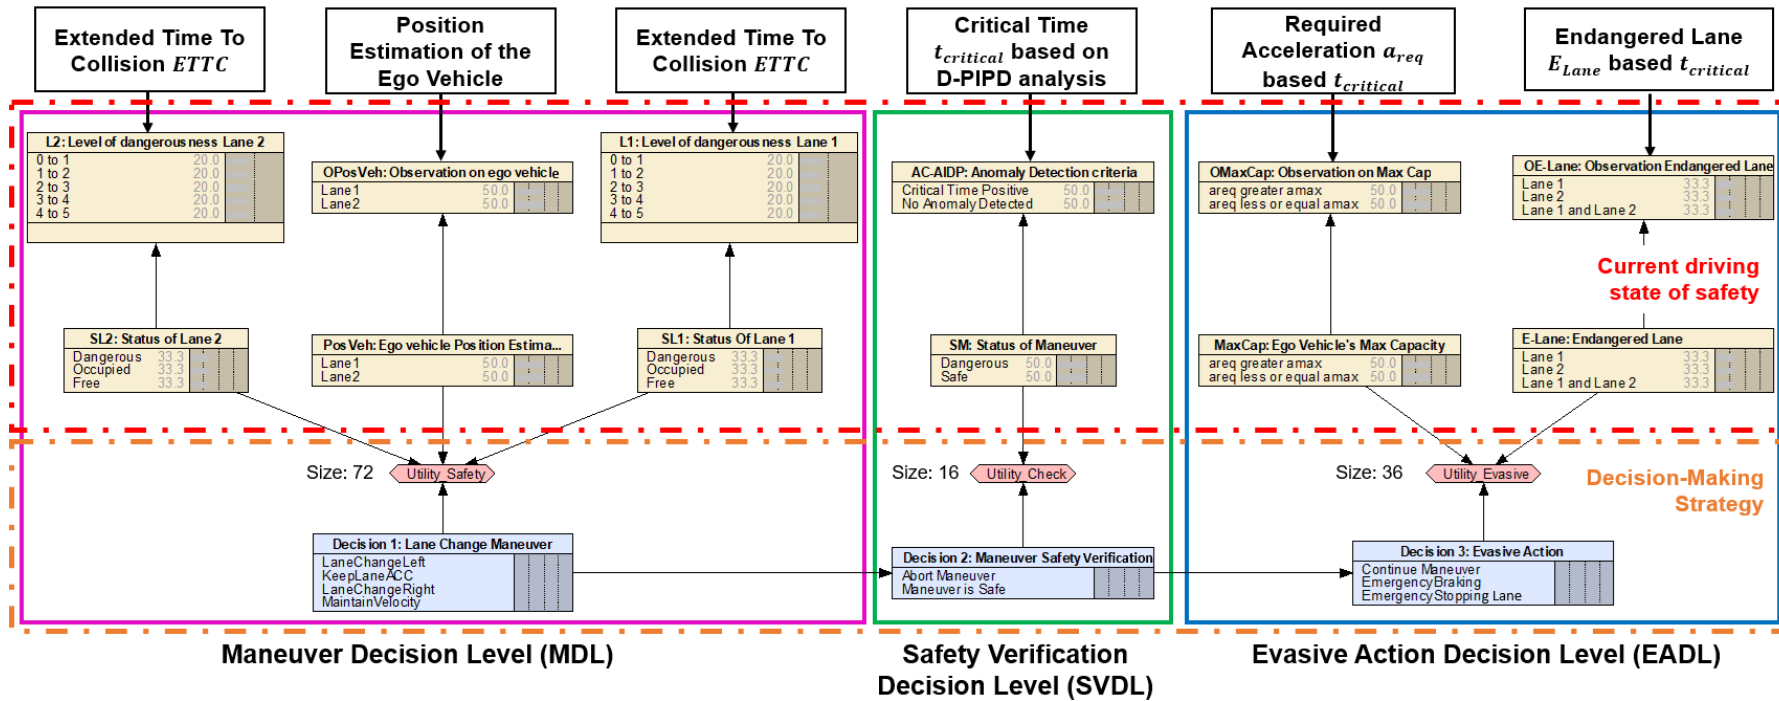 Extended Time To
Collision ETTC
Position
Estimation of the
Ego Vehicle
Extended Time To
Collision ETTC
Critical Time
t_critical based on
D-PIPD analysis
Required
Acceleration a_req
based t_critical
Endangered Lane
E_Lane based t_critical
L2: Level of dangerousness Lane 2
0 to 1 20.0
1 to 2 20.0
2 to 3 20.0
3 to 4 20.0
4 to 5 20.0
OPosVeh: Observation on ego vehicle
Lane1 50.0
Lane2 50.0
L1: Level of dangerousness Lane 1
0 to 1 20.0
1 to 2 20.0
2 to 3 20.0
3 to 4 20.0
4 to 5 20.0
AC-AIDP: Anomaly Detection criteria
Critical Time Positive 50.0
No Anomaly Detected 50.0
OMaxCap: Observation on Max Cap
areq greater amax 50.0
areq less or equal amax 50.0
OE-Lane: Observation Endangered Lane
Lane 1 33.3
Lane 2 33.3
Lane 1 and Lane 2 33.3
Current driving
state of safety
SL2: Status of Lane 2
Dangerous 33.3
Occupied 33.3
Free 33.3
PosVeh: Ego vehicle Position Estima...
Lane1 50.0
Lane2 50.0
SL1: Status Of Lane 1
Dangerous 33.3
Occupied 33.3
Free 33.3
SM: Status of Maneuver
Dangerous 50.0
Safe 50.0
MaxCap: Ego Vehicle's Max Capacity
areq greater amax 50.0
areq less or equal amax 50.0
E-Lane: Endangered Lane
Lane 1 33.3
Lane 2 33.3
Lane 1 and Lane 2 33.3
Size: 72
Utility_Safety
Size: 16
Utility_Check
Size: 36
Utility_Evasive
Decision-Making
Strategy
Decision 1: Lane Change Maneuver
LaneChangeLeft
KeepLaneACC
LaneChangeRight
MaintainVelocity
Decision 2: Maneuver Safety Verification
Abort Maneuver
Maneuver is Safe
Decision 3: Evasive Action
Continue Maneuver
EmergencyBraking
EmergencyStopping Lane
Maneuver Decision Level (MDL)
Safety Verification
Decision Level (SVDL)
Evasive Action Decision Level (EADL)